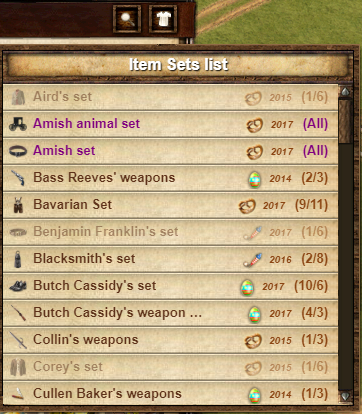 Item Sets list
Aird's set 2015 (1/6)
Amish animal set 2017 (All)
Amish set 2017 (All)
Bass Reeves' weapons 2014 (2/3)
Bavarian Set 2017 (9/11)
Benjamin Franklin's set 2017 (1/6)
Blacksmith's set 2016 (2/8)
Butch Cassidy's set 2017 (10/6)
Butch Cassidy's weapon ... 2017 (4/3)
Collin's weapons 2015 (1/3)
Corey's set 2015 (1/6)
Cullen Baker's weapons 2014 (1/3)